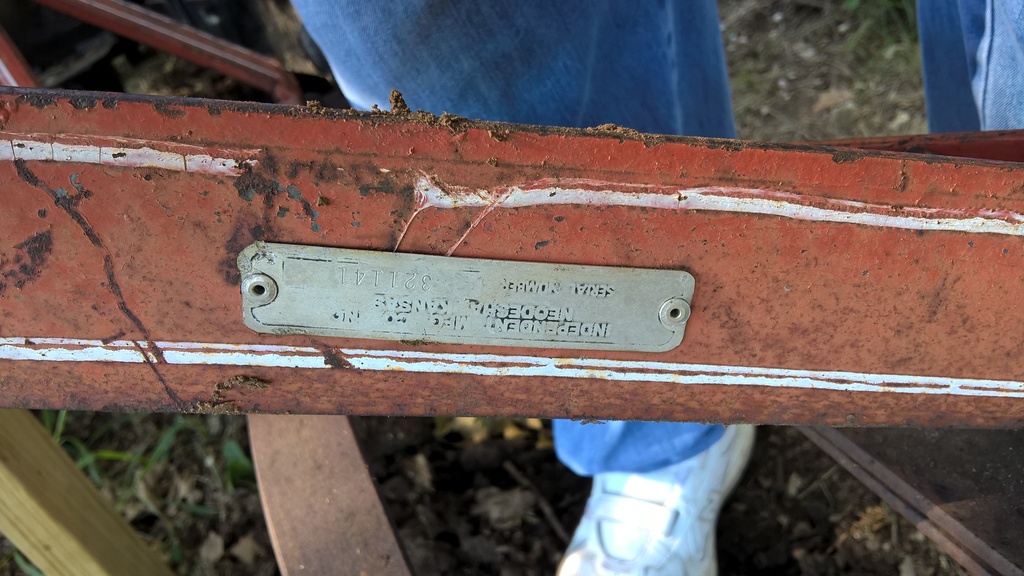 INDEPENDENT MFG. CO. INC
NEODESHA, KANSAS
SERIAL NUMBER 321141